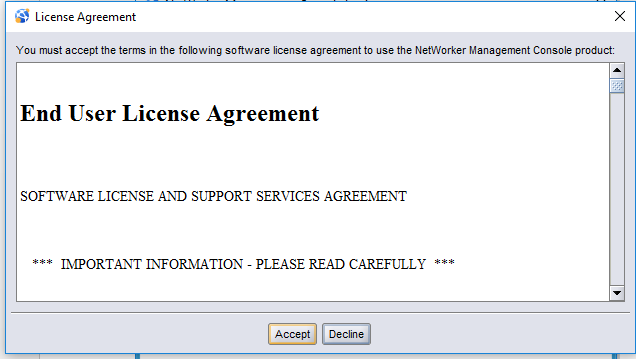 License Agreement
You must accept the terms in the following software license agreement to use the NetWorker Management Console product:
End User License Agreement
SOFTWARE LICENSE AND SUPPORT SERVICES AGREEMENT
*** IMPORTANT INFORMATION - PLEASE READ CAREFULLY ***
Accept Decline